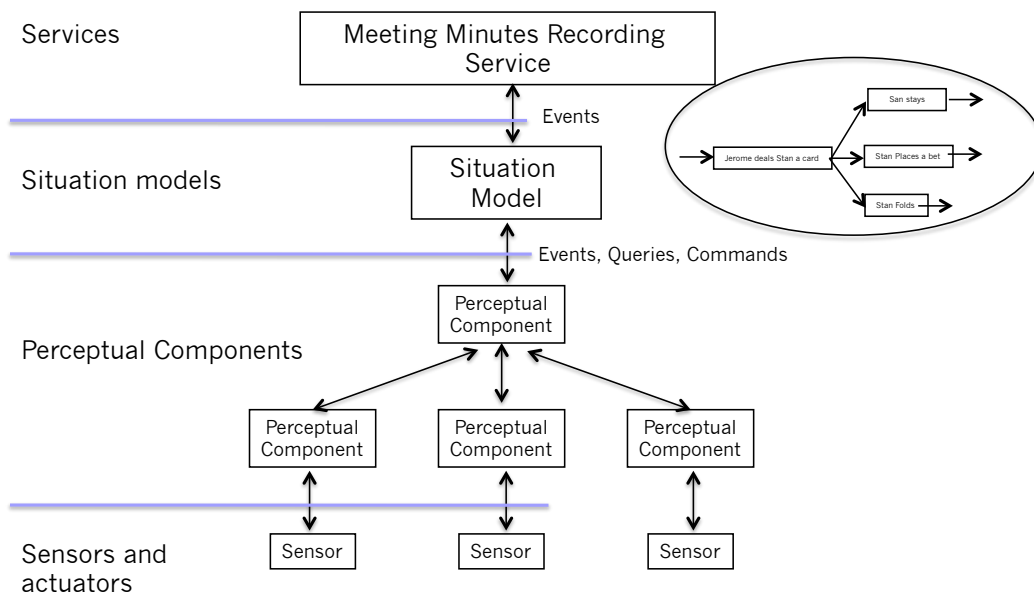 Services
Meeting Minutes Recording
Service
Events
San stays
Jerome deals Stan a card
Stan Places a bet
Stan Folds
Situation models
Situation
Model
Events, Queries, Commands
Perceptual
Component
Perceptual Components
Perceptual
Component
Perceptual
Component
Perceptual
Component
Sensors and
actuators
Sensor
Sensor
Sensor